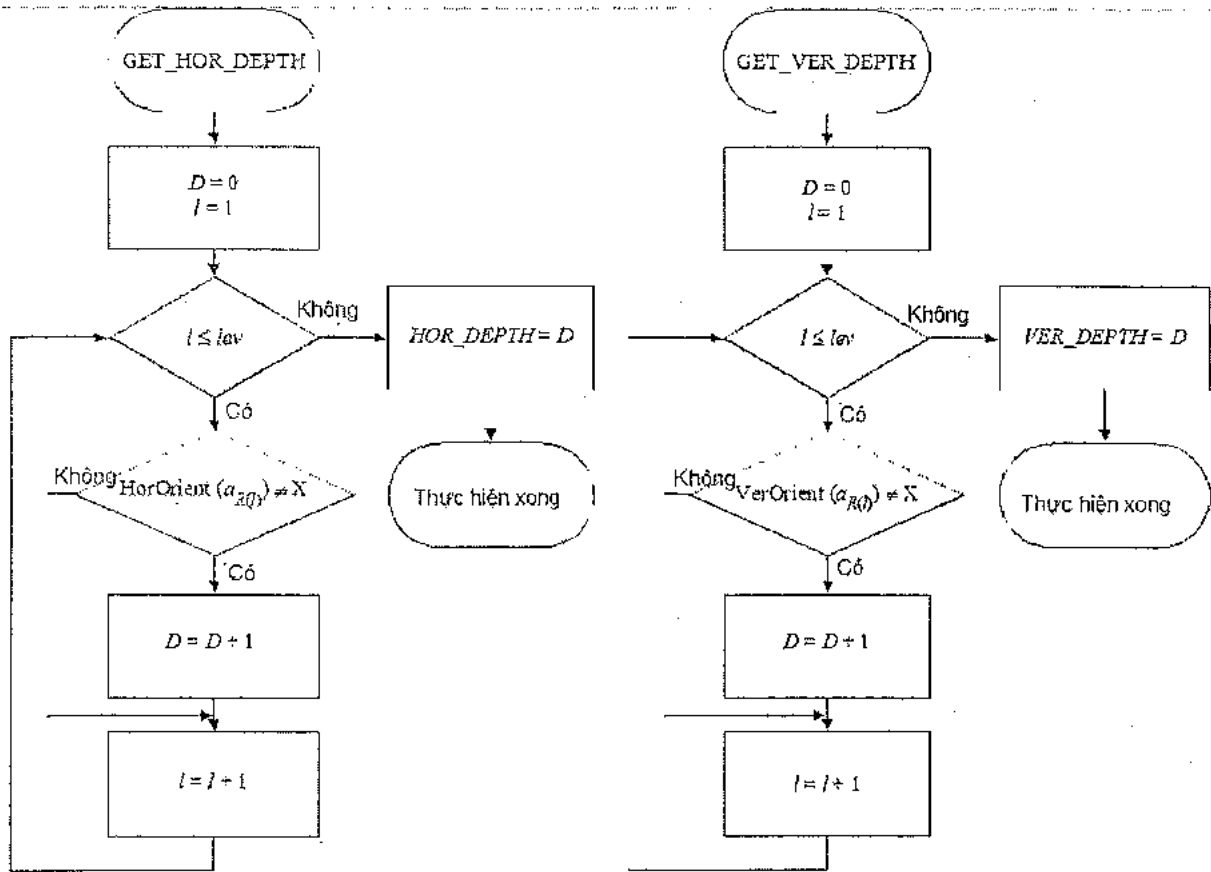 GET_HOR_DEPTH
D = 0
l = 1
l ≤ lev
Không
HOR_DEPTH = D
Có
Không
HorOrient (a_R(l)) ≠ X
Thực hiện xong
Có
D = D + 1
l = l + 1
GET_VER_DEPTH
D = 0
l = 1
l ≤ lev
Không
VER_DEPTH = D
Có
Không
VerOrient (a_R(l)) ≠ X
Thực hiện xong
Có
D = D + 1
l = l + 1